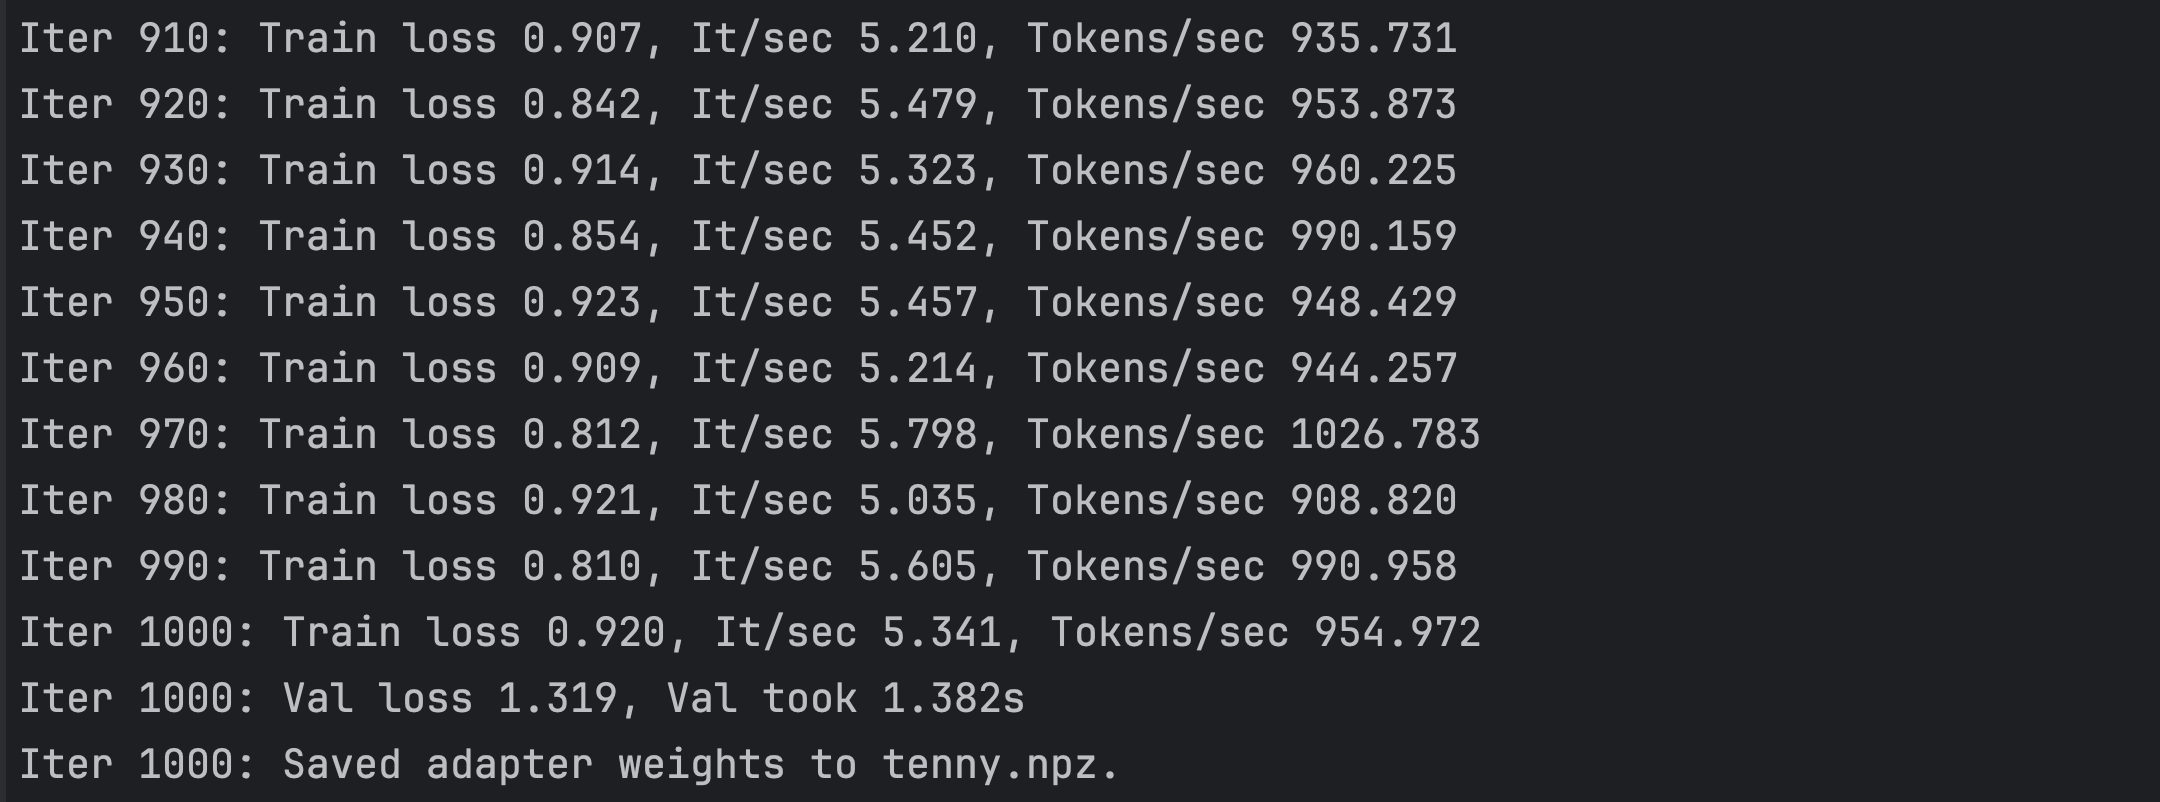 Iter 910: Train loss 0.907, It/sec 5.210, Tokens/sec 935.731
Iter 920: Train loss 0.842, It/sec 5.479, Tokens/sec 953.873
Iter 930: Train loss 0.914, It/sec 5.323, Tokens/sec 960.225
Iter 940: Train loss 0.854, It/sec 5.452, Tokens/sec 990.159
Iter 950: Train loss 0.923, It/sec 5.457, Tokens/sec 948.429
Iter 960: Train loss 0.909, It/sec 5.214, Tokens/sec 944.257
Iter 970: Train loss 0.812, It/sec 5.798, Tokens/sec 1026.783
Iter 980: Train loss 0.921, It/sec 5.035, Tokens/sec 908.820
Iter 990: Train loss 0.810, It/sec 5.605, Tokens/sec 990.958
Iter 1000: Train loss 0.920, It/sec 5.341, Tokens/sec 954.972
Iter 1000: Val loss 1.319, Val took 1.382s
Iter 1000: Saved adapter weights to tenny.npz.